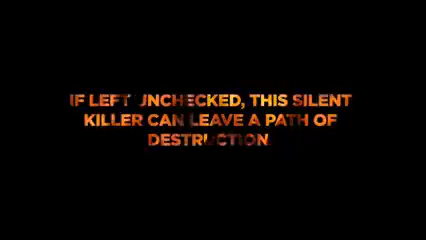 IF LEFT UNCHECKED, THIS SILENT
KILLER CAN LEAVE A PATH OF
DESTRUCTION.